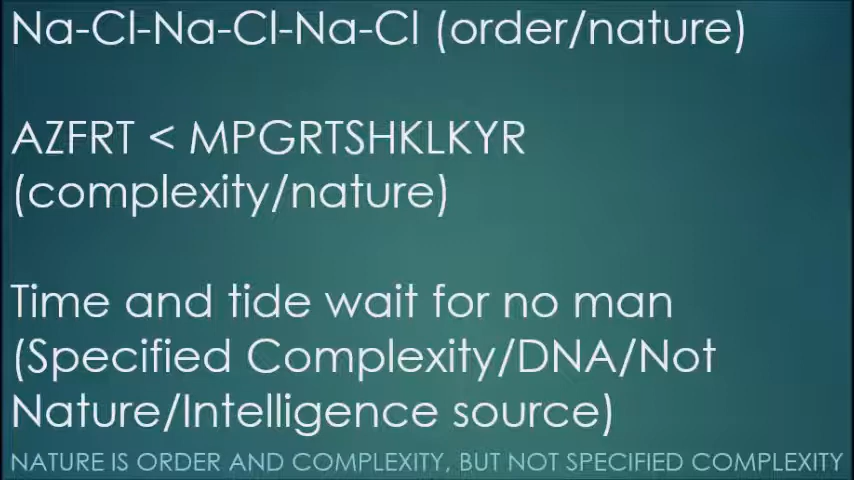 Na-Cl-Na-Cl-Na-Cl (order/nature)
AZFRT < MPGRTSHKLKYR
(complexity/nature)
Time and tide wait for no man
(Specified Complexity/DNA/Not
Nature/Intelligence source)
NATURE IS ORDER AND COMPLEXITY, BUT NOT SPECIFIED COMPLEXITY